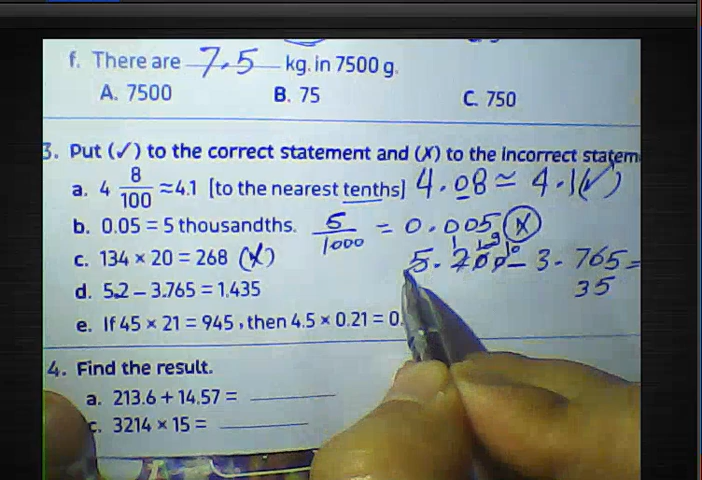 f. There are 7.5 kg. in 7500 g.
A. 7500 B. 75 C. 750
3. Put (✓) to the correct statement and (X) to the incorrect statem
a. 4 8/100 ≈4.1 [to the nearest tenths] 4.08 ≃ 4.1(✓)
b. 0.05 = 5 thousandths. 5/1000 = 0.005 (X)
c. 134 × 20 = 268 (X)
5.200 - 3.765 =
35
d. 5,2 – 3.765 = 1.435
e. If 45 × 21 = 945 , then 4.5 × 0.21 = 0.
4. Find the result.
a. 213.6 + 14.57 =
c. 3214 × 15 =